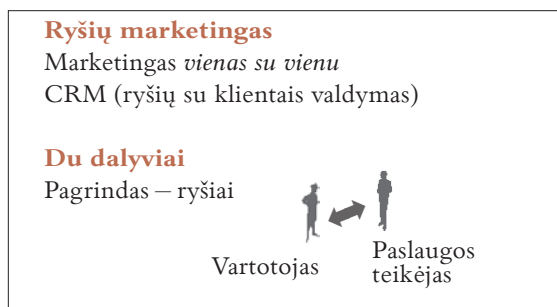 Ryšių marketingas
Marketingas vienas su vienu
CRM (ryšių su klientais valdymas)
Du dalyviai
Pagrindas – ryšiai
Vartotojas
Paslaugos
teikėjas